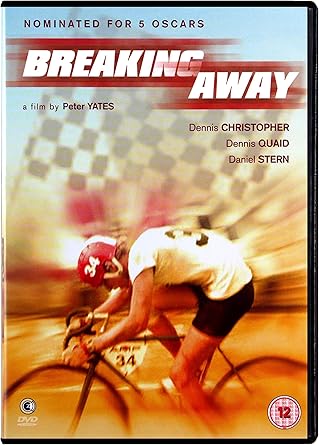 NOMINATED FOR 5 OSCARS
BREAKING
AWAY
a film by Peter YATES
Dennis CHRISTOPHER
Dennis QUAID
Daniel STERN
34
34
DVD
12